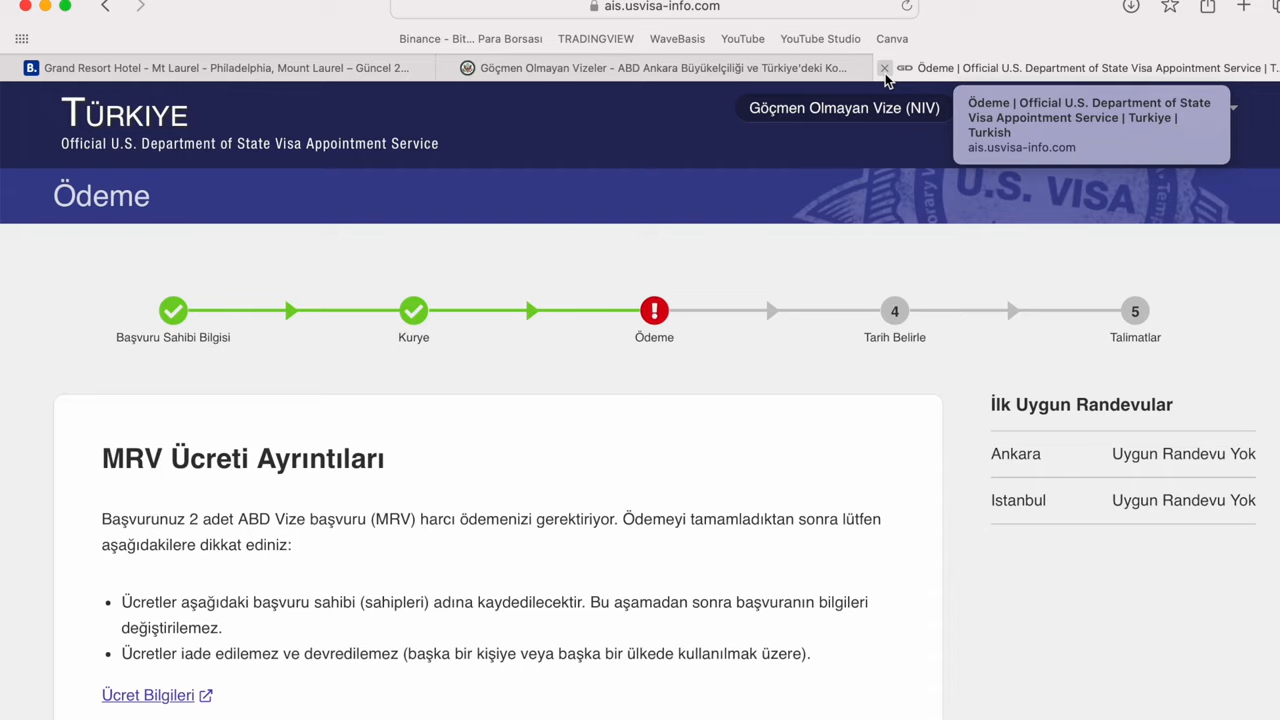 ais.usvisa-info.com
Binance - Bit... Para Borsası TRADINGVIEW WaveBasis YouTube YouTube Studio Canva
B. Grand Resort Hotel - Mt Laurel - Philadelphia, Mount Laurel – Güncel 2... Göçmen Olmayan Vizeler - ABD Ankara Büyükelçiliği ve Türkiye'deki Ko... Ödeme | Official U.S. Department of State Visa Appointment Service | T...
TÜRKIYE
Official U.S. Department of State Visa Appointment Service
Göçmen Olmayan Vize (NIV)
Ödeme | Official U.S. Department of State
Visa Appointment Service | Turkiye |
Turkish
ais.usvisa-info.com
Ödeme
U.S. VISA
Başvuru Sahibi Bilgisi Kurye ! Ödeme 4 Tarih Belirle 5 Talimatlar
MRV Ücreti Ayrıntıları
Başvurunuz 2 adet ABD Vize başvuru (MRV) harcı ödemenizi gerektiriyor. Ödemeyi tamamladıktan sonra lütfen
aşağıdakilere dikkat ediniz:
• Ücretler aşağıdaki başvuru sahibi (sahipleri) adına kaydedilecektir. Bu aşamadan sonra başvuranın bilgileri
değiştirilemez.
• Ücretler iade edilemez ve devredilemez (başka bir kişiye veya başka bir ülkede kullanılmak üzere).
Ücret Bilgileri
İlk Uygun Randevular
Ankara Uygun Randevu Yok
Istanbul Uygun Randevu Yok